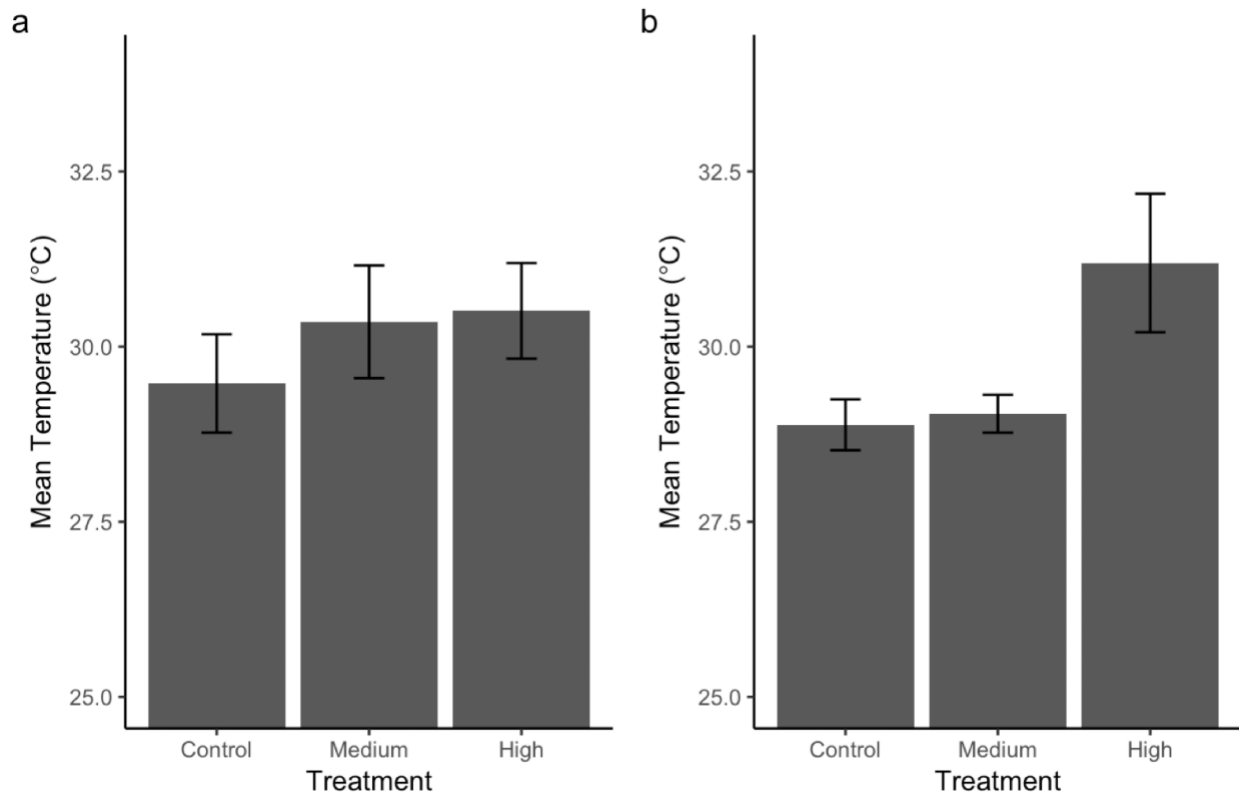 a
Mean Temperature (°C)
32.5
30.0
27.5
25.0
Control Medium High
Treatment
b
Mean Temperature (°C)
32.5
30.0
27.5
25.0
Control Medium High
Treatment